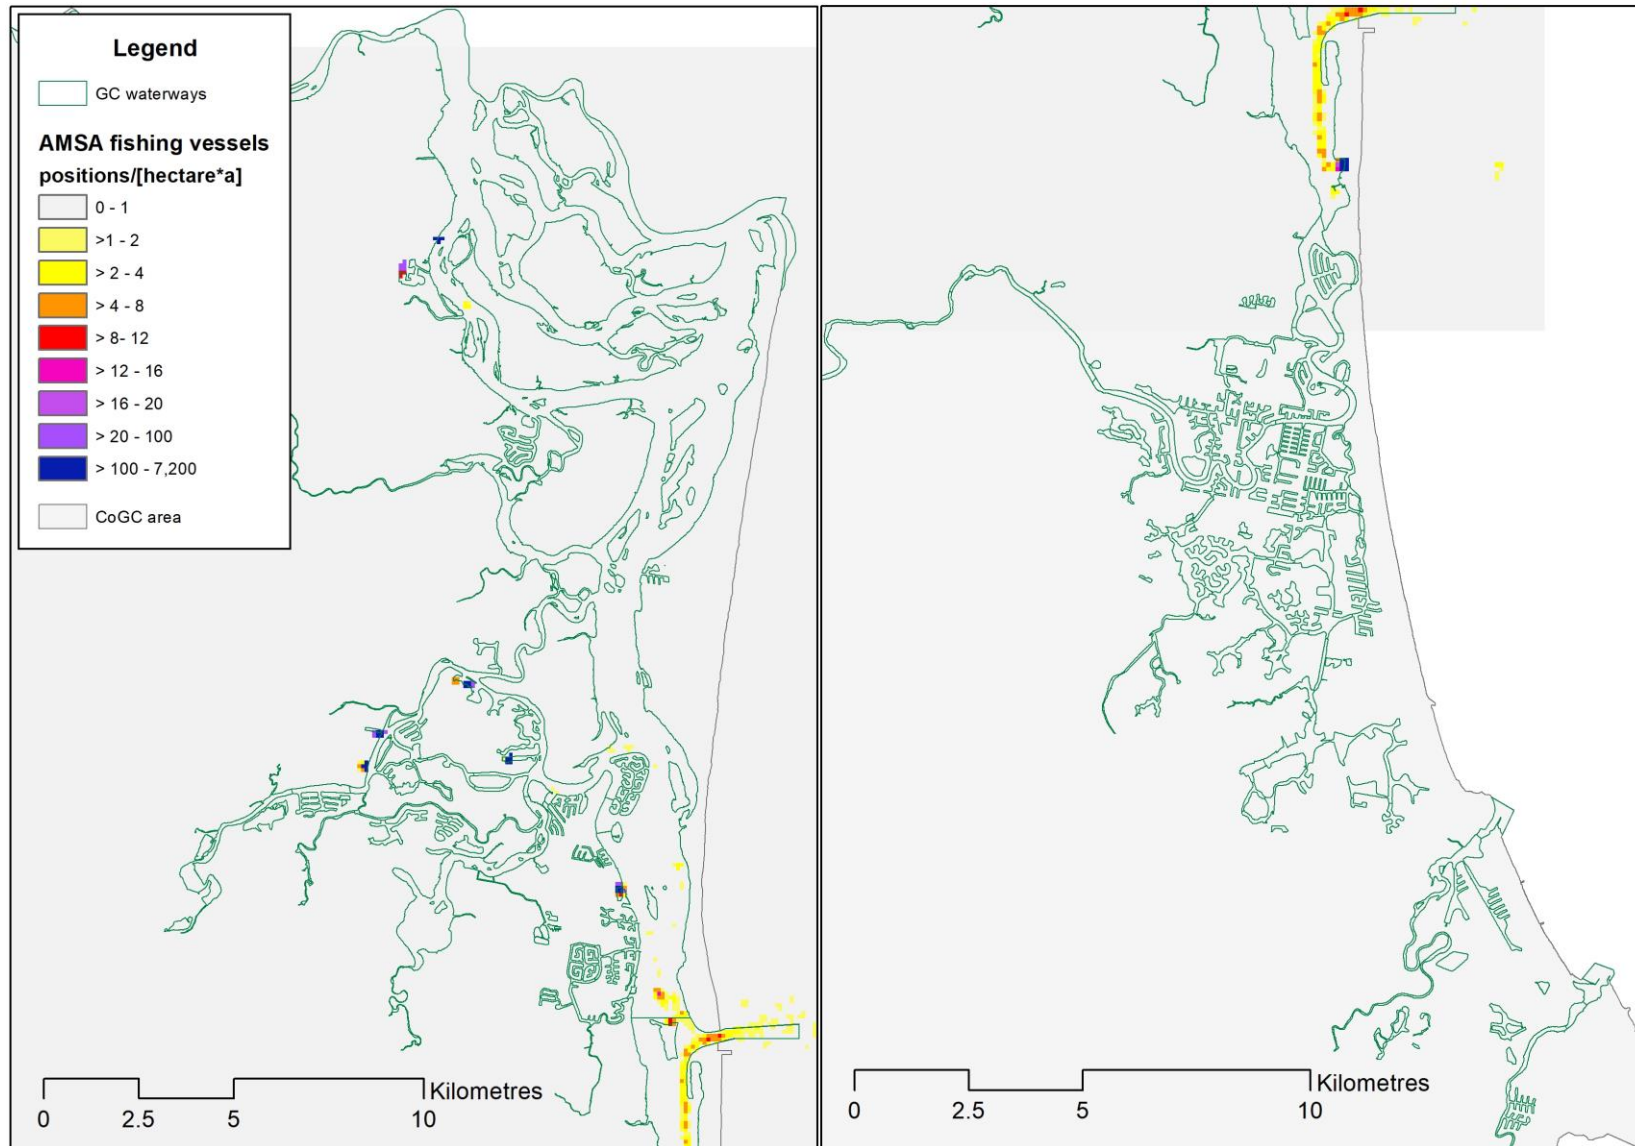 Legend
GC waterways
AMSA fishing vessels
positions/[hectare*a]
0 - 1
>1 - 2
> 2 - 4
> 4 - 8
> 8- 12
> 12 - 16
> 16 - 20
> 20 - 100
> 100 - 7,200
CoGC area
Kilometres
0 2.5 5 10
Kilometres
0 2.5 5 10